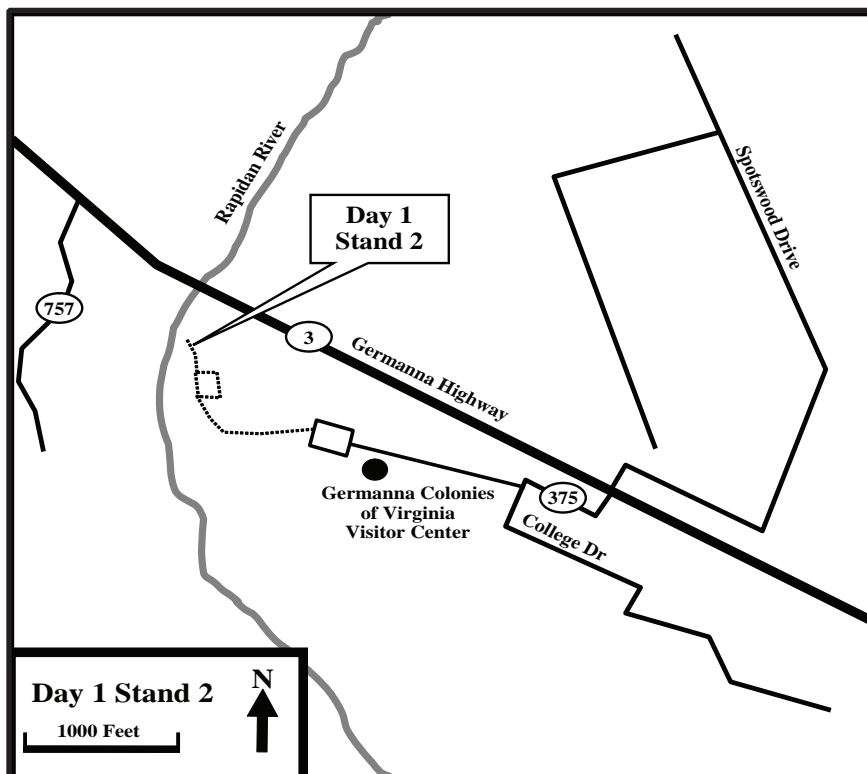 Rapidan River
Spotswood Drive
Day 1
Stand 2
757
3
Germanna Highway
375
Germanna Colonies
of Virginia
Visitor Center
College Dr
Day 1 Stand 2
N
1000 Feet